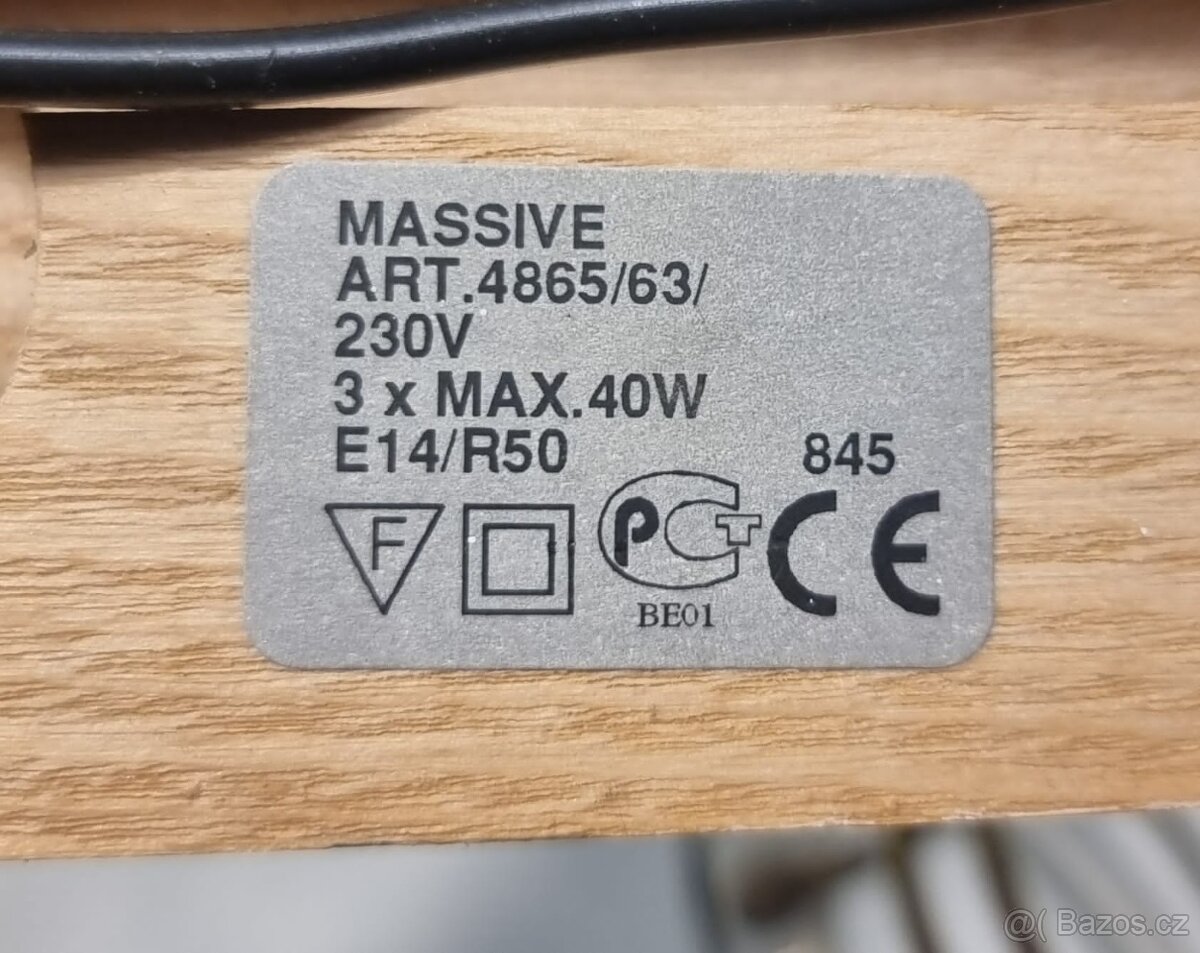 MASSIVE
ART.4865/63/
230V
3 x MAX.40W
E14/R50 845
F PCT CE
BE01
@( Bazos.cz